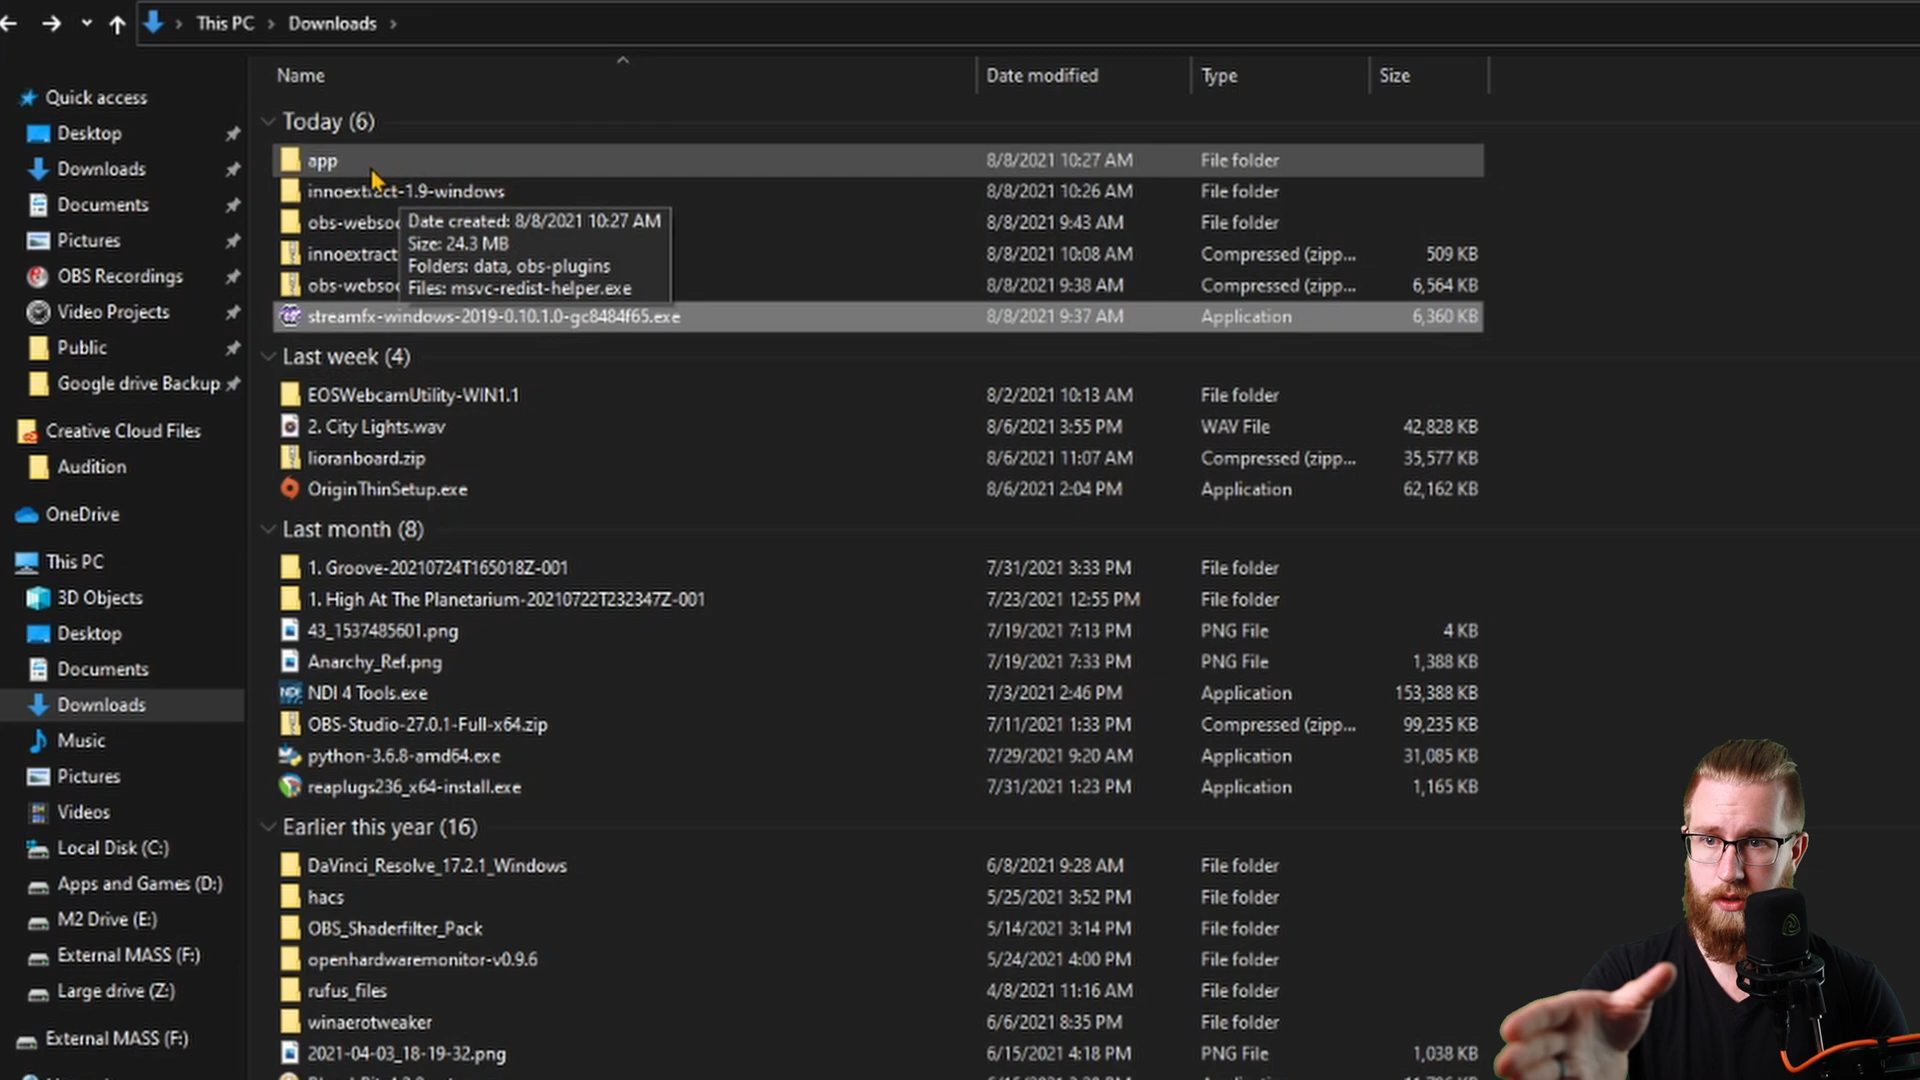 This PC > Downloads >
Name Date modified Type Size
Quick access
Desktop
Downloads
Documents
Pictures
OBS Recordings
Video Projects
Public
Google drive Backup
Creative Cloud Files
Audition
OneDrive
This PC
3D Objects
Desktop
Documents
Downloads
Music
Pictures
Videos
Local Disk (C:)
Apps and Games (D:)
M2 Drive (E:)
External MASS (F:)
Large drive (Z:)
External MASS (F:)
Today (6)
app 8/8/2021 10:27 AM File folder
innoextract-1.9-windows 8/8/2021 10:26 AM File folder
obs-websoc 8/8/2021 9:43 AM File folder
innoextract 8/8/2021 10:08 AM Compressed (zipp... 509 KB
obs-websoc 8/8/2021 9:38 AM Compressed (zipp... 6,564 KB
streamfx-windows-2019-0.10.1.0-gc8484f65.exe 8/8/2021 9:37 AM Application 6,360 KB
Date created: 8/8/2021 10:27 AM
Size: 24.3 MB
Folders: data, obs-plugins
Files: msvc-redist-helper.exe
Last week (4)
EOSWebcamUtility-WIN1.1 8/2/2021 10:13 AM File folder
2. City Lights.wav 8/6/2021 3:55 PM WAV File 42,828 KB
lioranboard.zip 8/6/2021 11:07 AM Compressed (zipp... 35,577 KB
OriginThinSetup.exe 8/6/2021 2:04 PM Application 62,162 KB
Last month (8)
1. Groove-20210724T165018Z-001 7/31/2021 3:33 PM File folder
1. High At The Planetarium-20210722T232347Z-001 7/23/2021 12:55 PM File folder
43_1537485601.png 7/19/2021 7:13 PM PNG File 4 KB
Anarchy_Ref.png 7/19/2021 7:33 PM PNG File 1,388 KB
NDI 4 Tools.exe 7/3/2021 2:46 PM Application 153,388 KB
OBS-Studio-27.0.1-Full-x64.zip 7/11/2021 1:33 PM Compressed (zipp... 99,235 KB
python-3.6.8-amd64.exe 7/29/2021 9:20 AM Application 31,085 KB
reaplugs236_x64-install.exe 7/31/2021 1:23 PM Application 1,165 KB
Earlier this year (16)
DaVinci_Resolve_17.2.1_Windows 6/8/2021 9:28 AM File folder
hacs 5/25/2021 3:52 PM File folder
OBS_Shaderfilter_Pack 5/14/2021 3:14 PM File folder
openhardwaremonitor-v0.9.6 5/24/2021 4:00 PM File folder
rufus_files 4/8/2021 11:16 AM File folder
winaerotweaker 6/6/2021 8:35 PM File folder
2021-04-03_18-19-32.png 6/15/2021 4:18 PM PNG File 1,038 KB